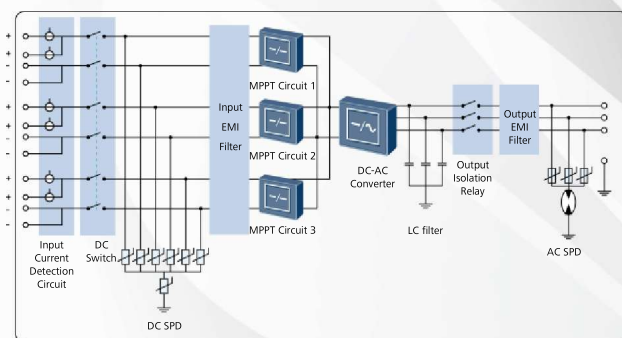 +
+
-
-
+
+
-
-
+
+
-
-
MPPT Circuit 1
MPPT Circuit 2
MPPT Circuit 3
Input
EMI
Filter
DC-AC
Converter
Output
Isolation
Relay
Output
EMI
Filter
LC filter
AC SPD
Input
Current
Detection
Circuit
DC
Switch
DC SPD